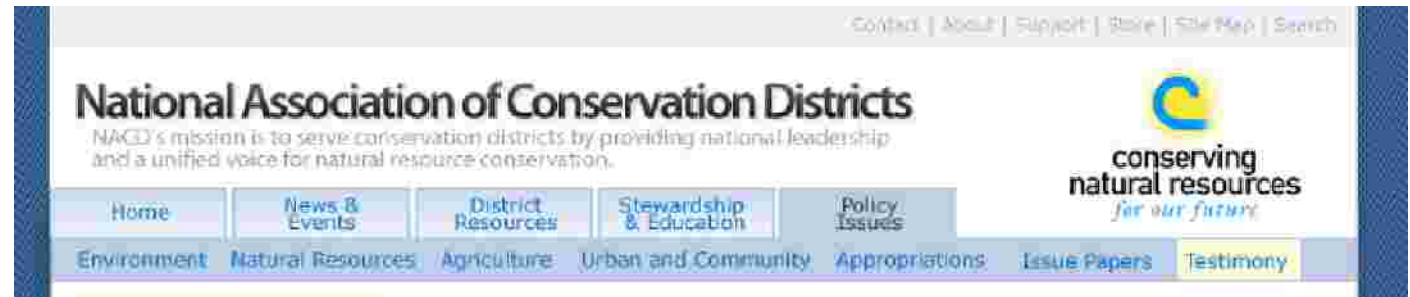 Contact | About | Support | Store | Site Map | Search
National Association of Conservation Districts
NACD's mission is to serve conservation districts by providing national leadership
and a unified voice for natural resource conservation.
conserving
natural resources
for our future
Home
News &
Events
District
Resources
Stewardship
& Education
Policy
Issues
Environment Natural Resources Agriculture Urban and Community Appropriations Issue Papers Testimony